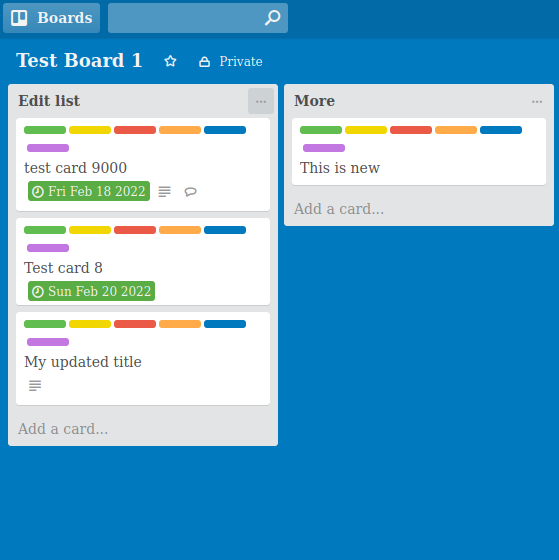 Boards
Test Board 1
Private
Edit list
...
test card 9000
Fri Feb 18 2022
Test card 8
Sun Feb 20 2022
My updated title
Add a card...
More
...
This is new
Add a card...